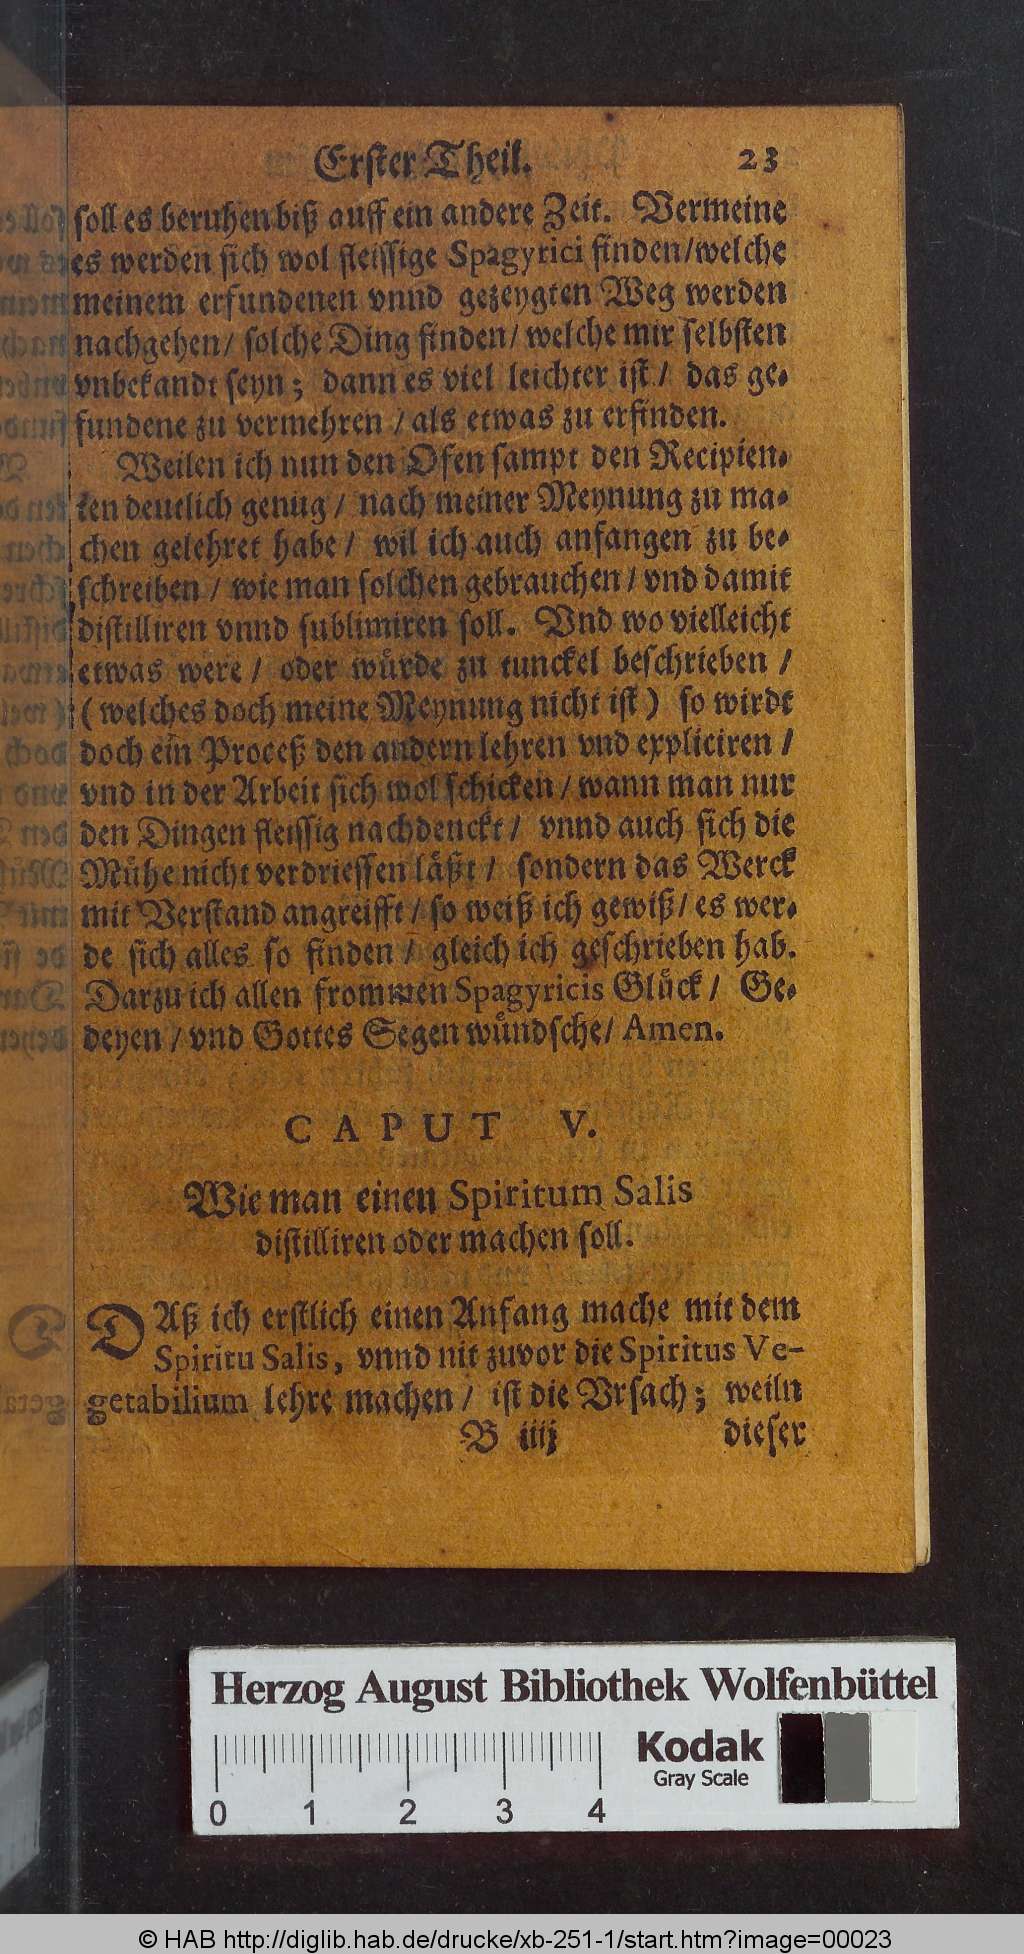 Erster Theil. 23
soll es beruhen biß auff ein andere Zeit. Vermeine
es werden sich wol fleissige Spagyrici finden/welche
meinem erfundenen vnnd gezeygten Weg werden
nachgehen/ solche Ding finden/ welche mir selbsten
vnbekandt seyn; dann es viel leichter ist/ das ge-
fundene zu vermehren / als etwas zu erfinden.
Weilen ich nun den Ofen sampt den Recipien-
ten deutlich genug / nach meiner Meynung zu ma-
chen gelehret habe / wil ich auch anfangen zu be-
schreiben / wie man solchen gebrauchen / vnd damit
distilliren vnnd sublimiren soll. Vnd wo vielleicht
etwas were / oder würde zu tunckel beschrieben /
( welches doch meine Meynung nicht ist ) so wirdt
doch ein Proceß den andern lehren vnd expliciren /
vnd in der Arbeit sich wol schicken / wann man nur
den Dingen fleissig nachdenckt / vnnd auch sich die
Mühe nicht verdriessen läßt / sondern das Werck
mit Verstand angreifft / so weiß ich gewiß / es wer-
de sich alles so finden / gleich ich geschrieben hab.
Darzu ich allen frommen Spagyricis Glück / Ge-
deyen / vnd Gottes Segen wündsche/ Amen.
CAPUT V.
Wie man einen Spiritum Salis
distilliren oder machen soll.
DAß ich erstlich einen Anfang mache mit dem
Spiritu Salis, vnnd nit zuvor die Spiritus Ve-
getabilium lehre machen / ist die Vrsach; weiln
B iiij dieser
Herzog August Bibliothek Wolfenbüttel
Kodak
Gray Scale
0 1 2 3 4
© HAB http://diglib.hab.de/drucke/xb-251-1/start.htm?image=00023